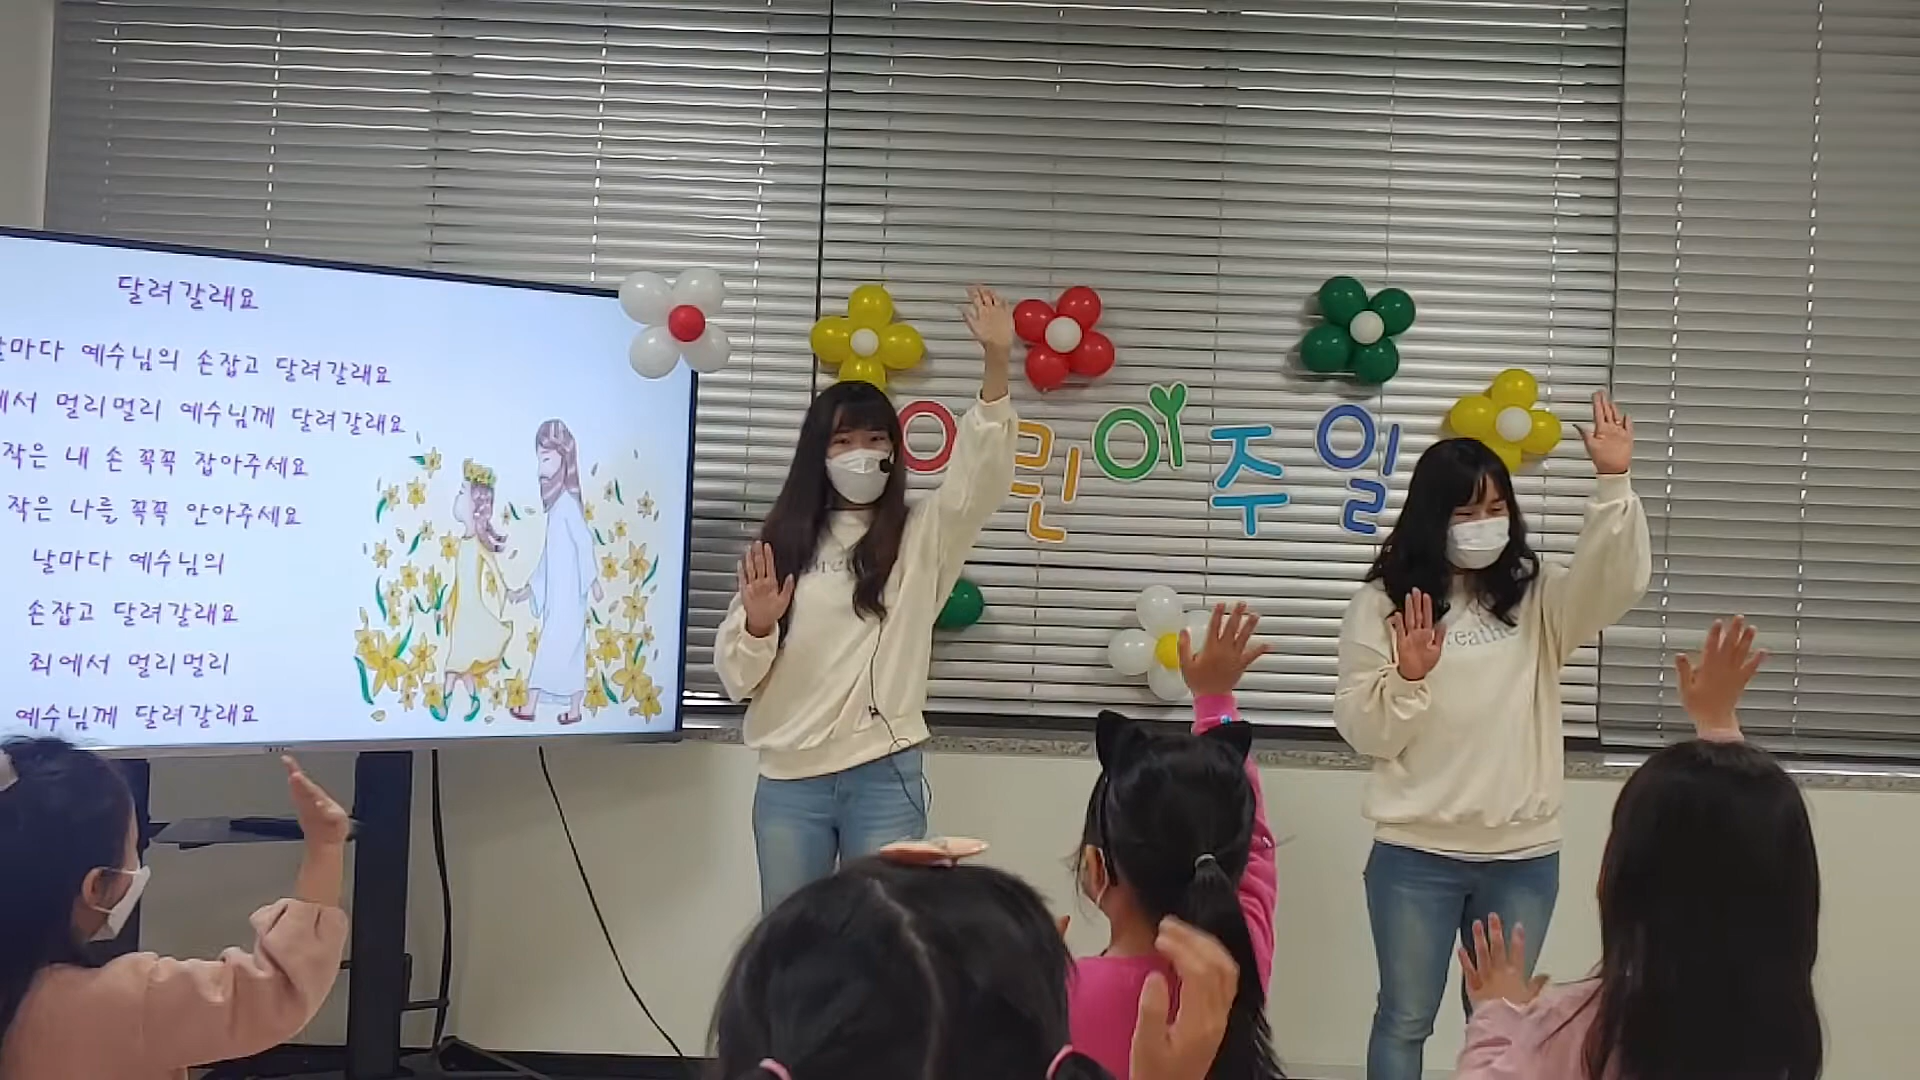 달려갈래요
날마다 예수님의 손잡고 달려갈래요
에서 멀리멀리 예수님께 달려갈래요
작은 내 손 꼭꼭 잡아주세요
작은 나를 꼭꼭 안아주세요
날마다 예수님의
손잡고 달려갈래요
죄에서 멀리멀리
예수님께 달려갈래요
어린이주일
breathe